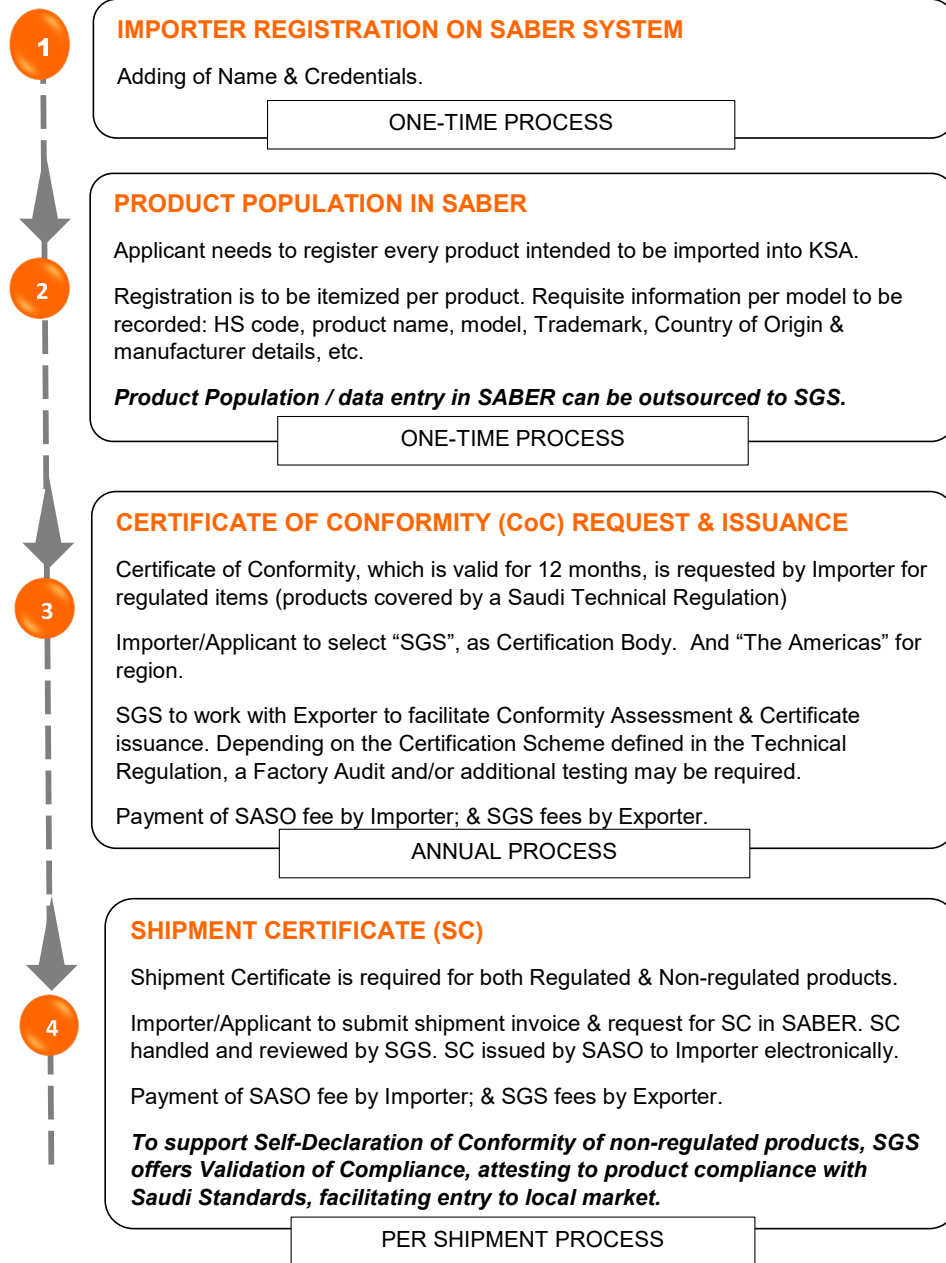 1
IMPORTER REGISTRATION ON SABER SYSTEM
Adding of Name & Credentials.
ONE-TIME PROCESS
2
PRODUCT POPULATION IN SABER
Applicant needs to register every product intended to be imported into KSA.
Registration is to be itemized per product. Requisite information per model to be
recorded: HS code, product name, model, Trademark, Country of Origin &
manufacturer details, etc.
Product Population / data entry in SABER can be outsourced to SGS.
ONE-TIME PROCESS
3
CERTIFICATE OF CONFORMITY (CoC) REQUEST & ISSUANCE
Certificate of Conformity, which is valid for 12 months, is requested by Importer for
regulated items (products covered by a Saudi Technical Regulation)
Importer/Applicant to select “SGS”, as Certification Body.  And “The Americas” for
region.
SGS to work with Exporter to facilitate Conformity Assessment & Certificate
issuance. Depending on the Certification Scheme defined in the Technical
Regulation, a Factory Audit and/or additional testing may be required.
Payment of SASO fee by Importer; & SGS fees by Exporter.
ANNUAL PROCESS
4
SHIPMENT CERTIFICATE (SC)
Shipment Certificate is required for both Regulated & Non-regulated products.
Importer/Applicant to submit shipment invoice & request for SC in SABER. SC
handled and reviewed by SGS. SC issued by SASO to Importer electronically.
Payment of SASO fee by Importer; & SGS fees by Exporter.
To support Self-Declaration of Conformity of non-regulated products, SGS
offers Validation of Compliance, attesting to product compliance with
Saudi Standards, facilitating entry to local market.
PER SHIPMENT PROCESS